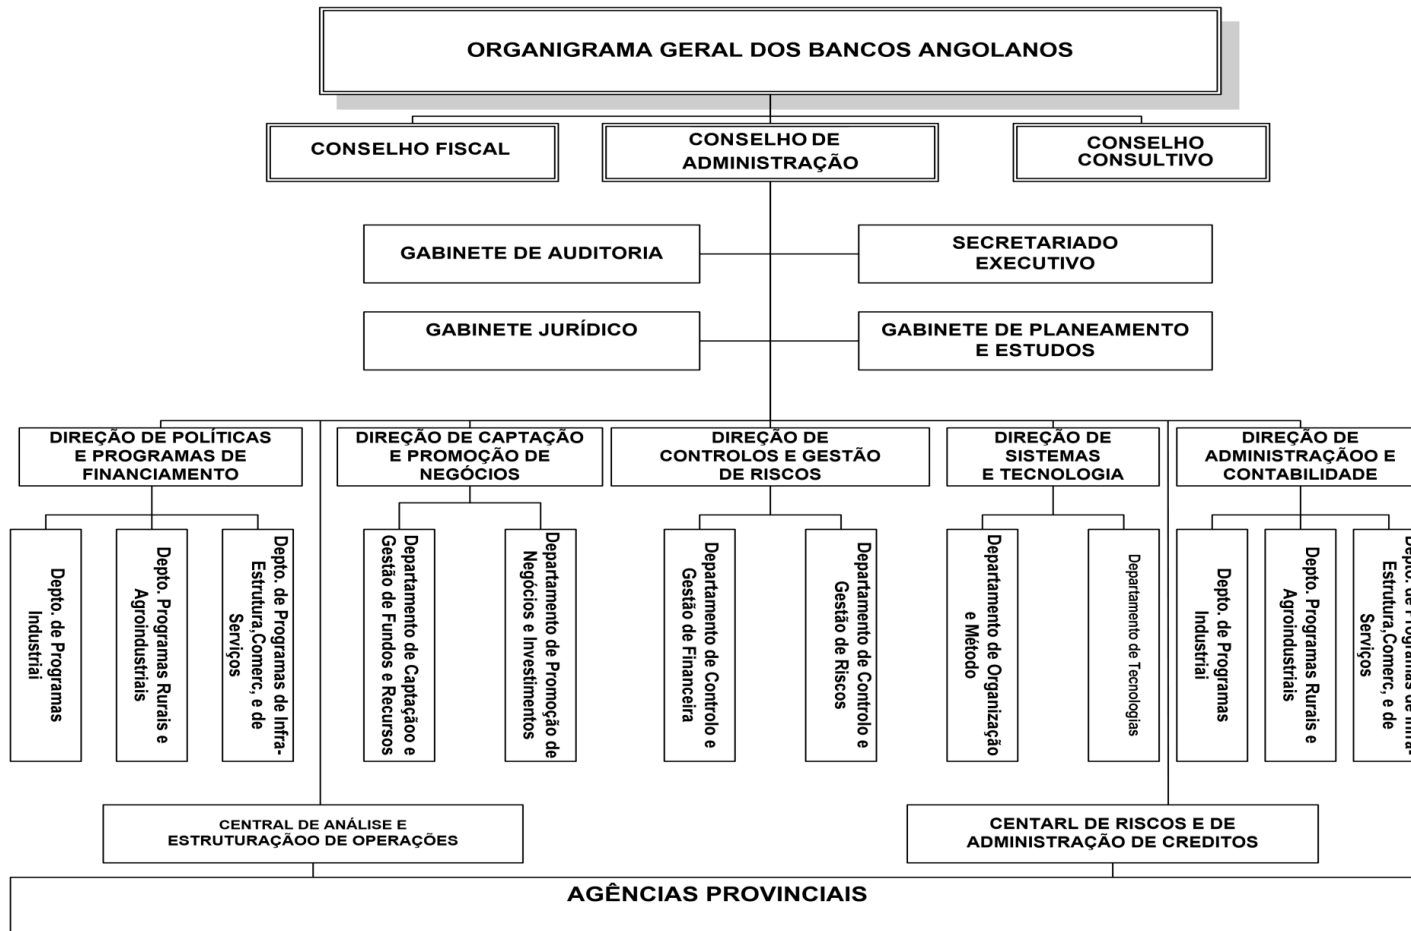 ORGANIGRAMA GERAL DOS BANCOS ANGOLANOS
CONSELHO FISCAL
CONSELHO DE
ADMINISTRAÇÃO
CONSELHO
CONSULTIVO
GABINETE DE AUDITORIA
SECRETARIADO
EXECUTIVO
GABINETE JURÍDICO
GABINETE DE PLANEAMENTO
E ESTUDOS
DIREÇÃO DE POLÍTICAS
E PROGRAMAS DE
FINANCIAMENTO
DIREÇÃO DE CAPTAÇÃO
E PROMOÇÃO DE
NEGÓCIOS
DIREÇÃO DE
CONTROLOS E GESTÃO
DE RISCOS
DIREÇÃO DE
SISTEMAS
E TECNOLOGIA
DIREÇÃO DE
ADMINISTRAÇÃOO E
CONTABILIDADE
Depto. de Programas
Industriai
Depto. Programas Rurais e
Agroindustriais
Depto. de Programas de Infra-
Estrutura,Comerc, e de
Serviços
Departamento de Captaçãoo e
Gestão de Fundos e Recursos
Departamento de Promoção de
Negócios e Investimentos
Departamento de Controlo e
Gestão de Financeira
Departamento de Controlo e
Gestão de Riscos
Departamento de Organização
e Método
Departamento de Tecnologias
Depto. de Programas
Industriai
Depto. Programas Rurais e
Agroindustriais
Depto. de Programas de Infra-
Estrutura,Comerc, e de
Serviços
CENTRAL DE ANÁLISE E
ESTRUTURAÇÃOO DE OPERAÇÕES
CENTARL DE RISCOS E DE
ADMINISTRAÇÃO DE CREDITOS
AGÊNCIAS PROVINCIAIS